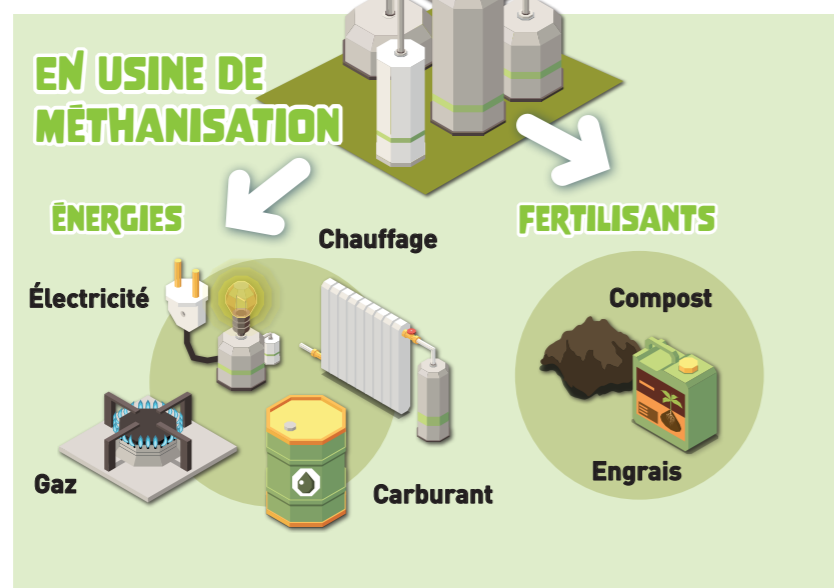 EN USINE DE
MÉTHANISATION
ÉNERGIES
Chauffage
Électricité
Gaz
Carburant
FERTILISANTS
Compost
Engrais